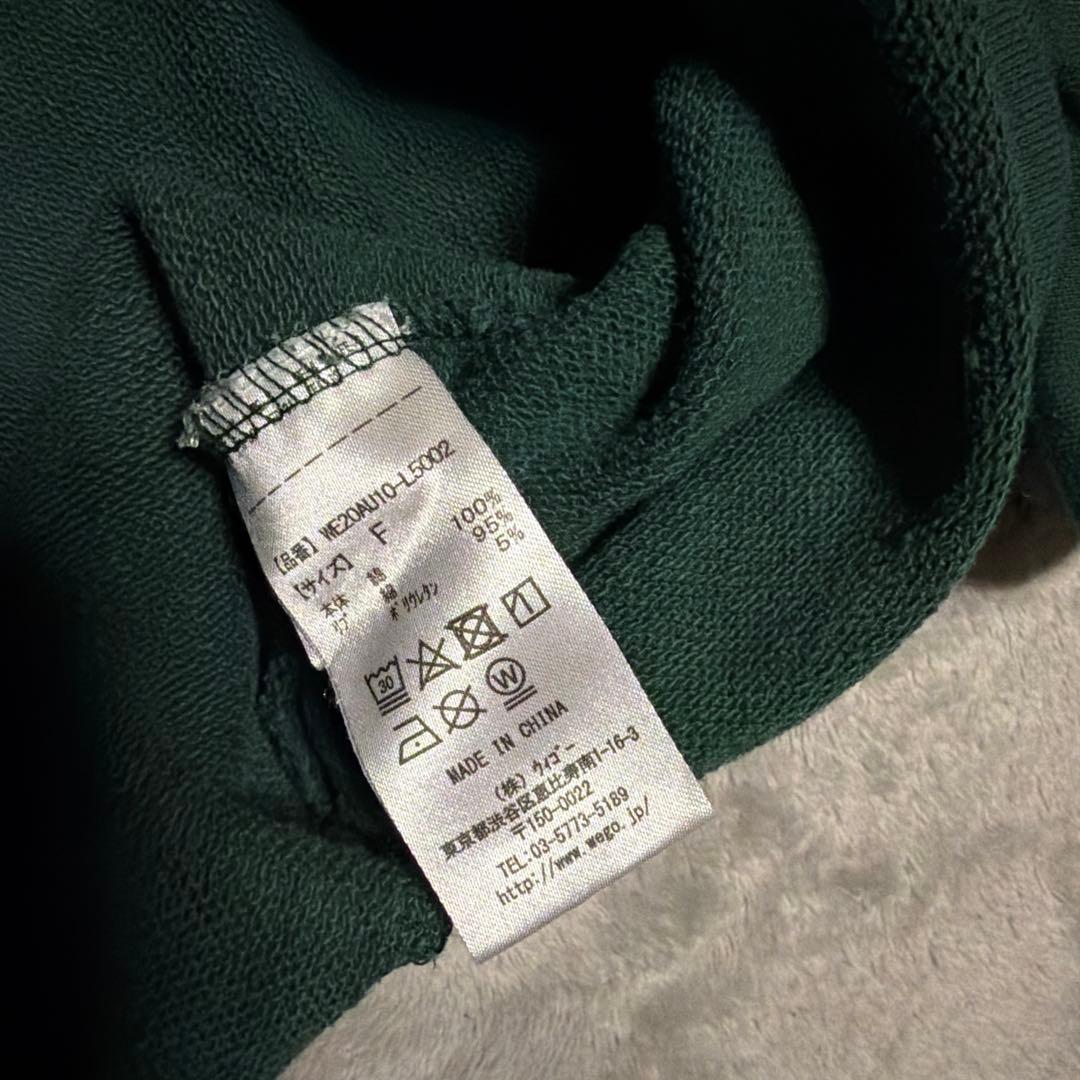 【品番】 WE20AU10-L5002
【サイズ】 F
本体 綿 100%
リブ 綿 95%
ポリウレタン 5%
30
1
W
MADE IN CHINA
(株) ウィゴー
東京都渋谷区恵比寿南1-16-3
〒150-0022
TEL:03-5773-5189
http://www.wego.jp/